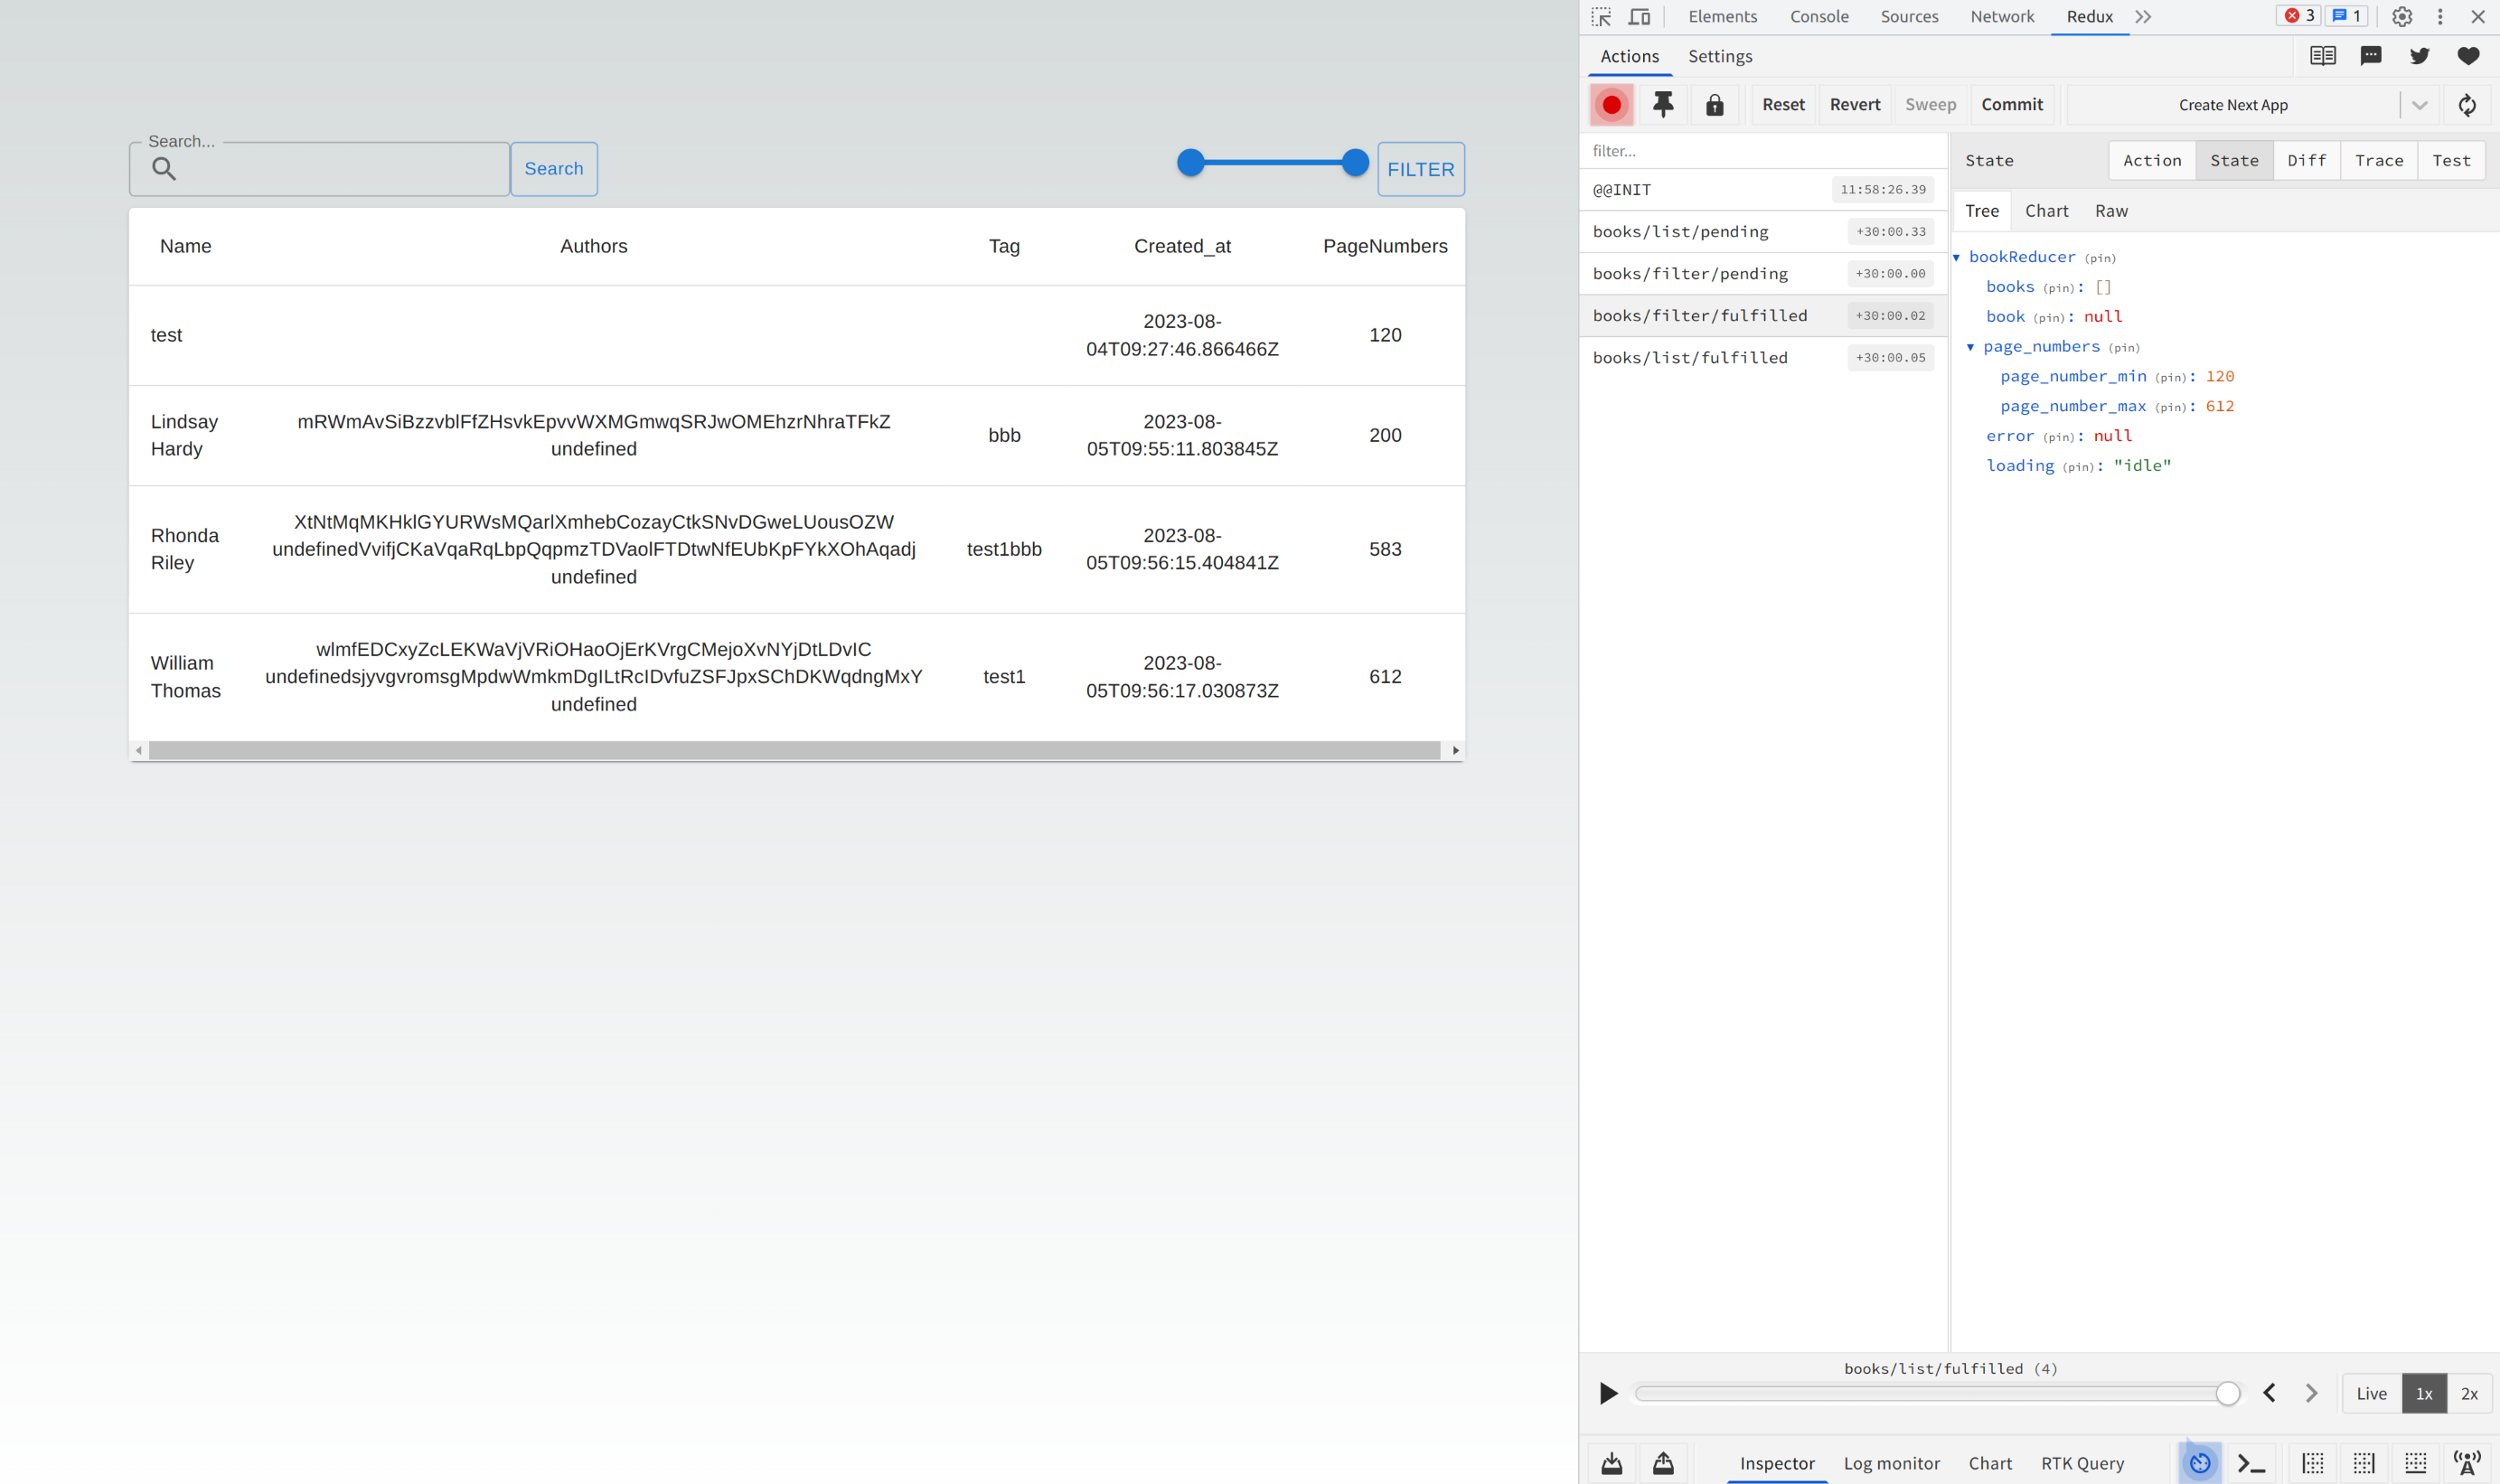 Search...
Search
FILTER
Name Authors Tag Created_at PageNumbers
test 2023-08-
04T09:27:46.866466Z 120
Lindsay
Hardy
mRWmAvSiBzzvblFfZHsvkEpvvWXMGmwqSRJwOMEhzrNhraTFkZ
undefined
bbb
2023-08-
05T09:55:11.803845Z
200
Rhonda
Riley
XtNtMqMKHklGYURWsMQarlXmhebCozayCtkSNvDGweLUousOZW
undefinedVvifjCKaVqaRqLbpQqpmzTDVaolFTDtwNfEUbKpFYkXOhAqadj
undefined
test1bbb
2023-08-
05T09:56:15.404841Z
583
William
Thomas
wlmfEDCxyZcLEKWaVjVRiOHaoOjErKVrgCMejoXvNYjDtLDvIC
undefinedsjyvgvromsgMpdwWmkmDgILtRcIDvfuZSFJpxSChDKWqdngMxY
undefined
test1
2023-08-
05T09:56:17.030873Z
612
Elements Console Sources Network Redux 3 1
Actions Settings
Reset Revert Sweep Commit Create Next App
filter...
@@INIT 11:58:26.39
books/list/pending +30:00.33
books/filter/pending +30:00.00
books/filter/fulfilled +30:00.02
books/list/fulfilled +30:00.05
State Action State Diff Trace Test
Tree Chart Raw
bookReducer (pin)
books (pin): []
book (pin): null
page_numbers (pin)
page_number_min (pin): 120
page_number_max (pin): 612
error (pin): null
loading (pin): "idle"
books/list/fulfilled (4)
Live 1x 2x
Inspector Log monitor Chart RTK Query